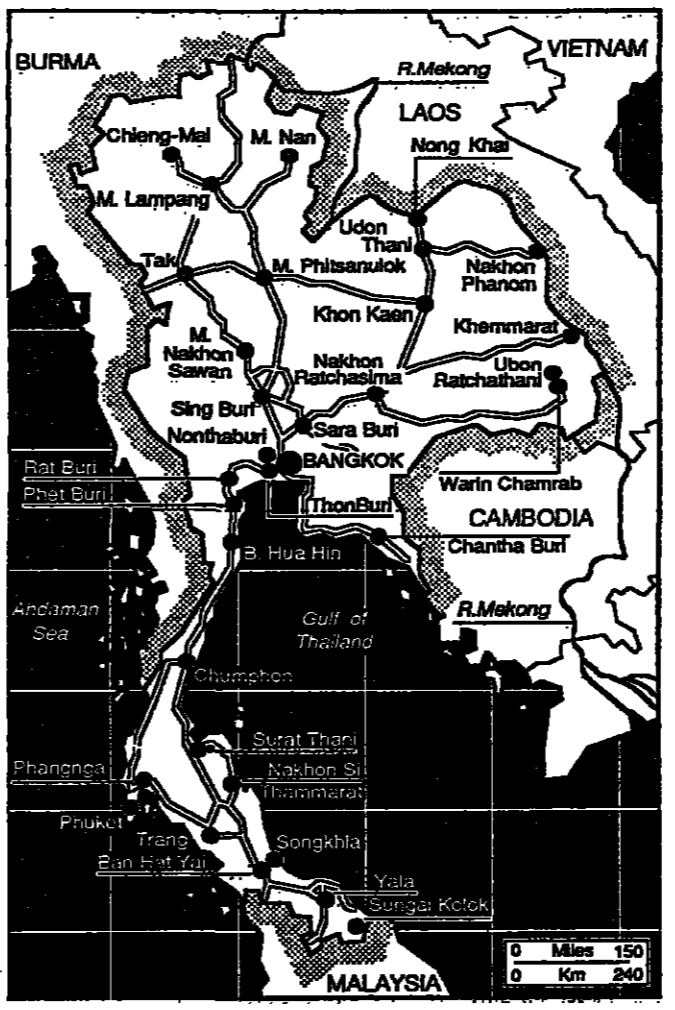 BURMA
VIETNAM
R.Mekong
LAOS
Chieng-Mai
M. Nan
Nong Khai
M. Lampang
Udon
Thani
Tak
M. Phitsanulok
Nakhon
Phanom
Khon Kaen
Khemmarat
M.
Nakhon
Sawan
Nakhon
Ratchasima
Ubon
Ratchathani
Sing Buri
Sara Buri
Nonthaburi
BANGKOK
Rat Buri
Warin Chamrab
Phet Buri
ThonBuri
CAMBODIA
Chantha Buri
B. Hua Hin
Andaman
Sea
Gulf of
Thailand
R.Mekong
Chumphon
Surat Thani
Phangnga
Nakhon Si
Thammarat
Phuket
Trang
Songkhla
Ban Hat Yai
Yala
Sungai Kolok
0 Miles 150
0 Km 240
MALAYSIA